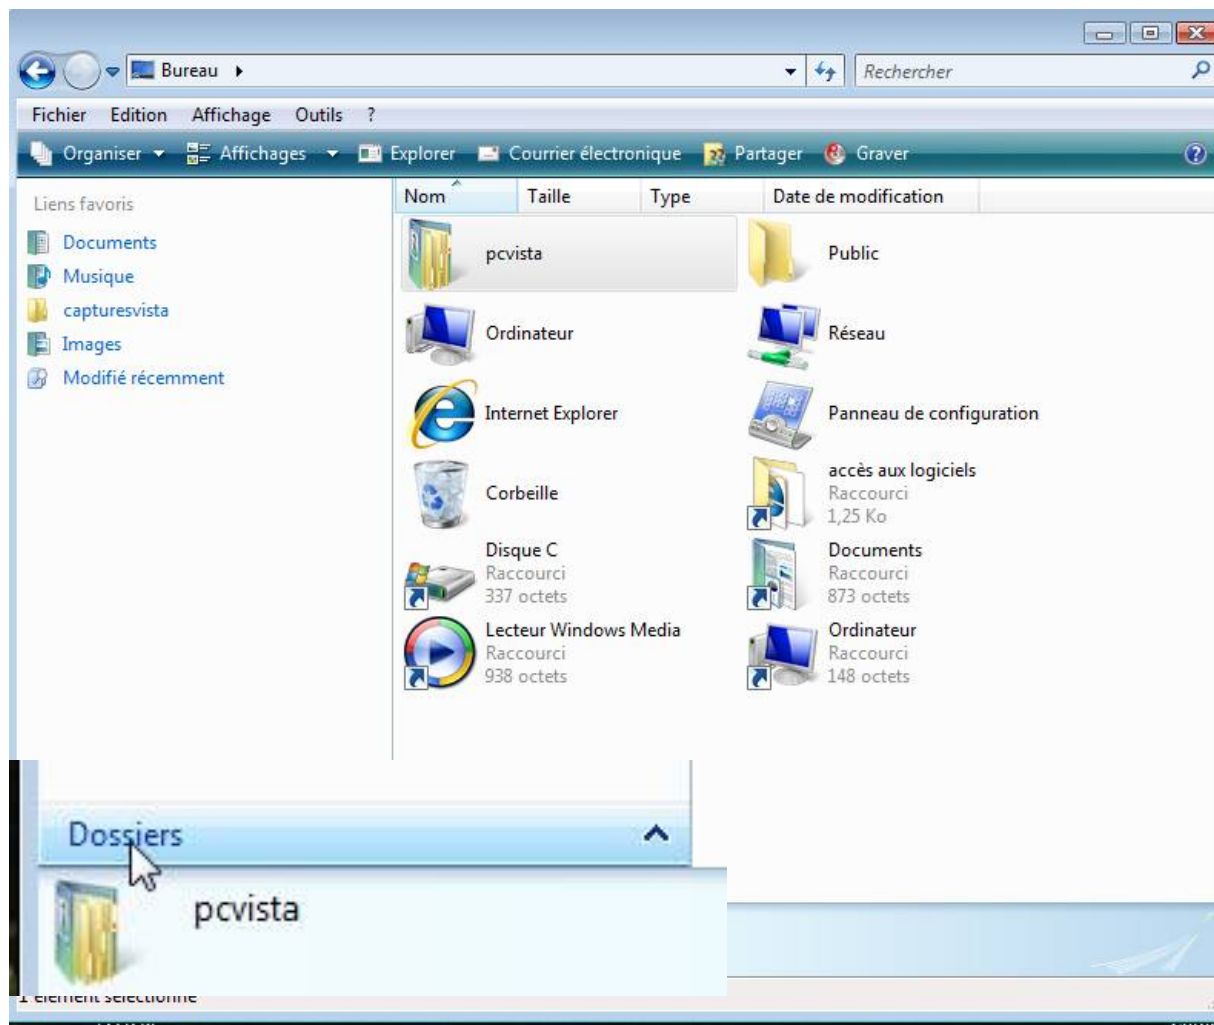 Bureau
Rechercher
Fichier Edition Affichage Outils ?
Organiser Affichages Explorer Courrier électronique Partager Graver
Liens favoris
Documents
Musique
capturesvista
Images
Modifié récemment
Nom Taille Type Date de modification
pcvista
Public
Ordinateur
Réseau
Internet Explorer
Panneau de configuration
Corbeille
accès aux logiciels
Raccourci
1,25 Ko
Disque C
Raccourci
337 octets
Documents
Raccourci
873 octets
Lecteur Windows Media
Raccourci
938 octets
Ordinateur
Raccourci
148 octets
Dossiers
pcvista
1 élément sélectionné